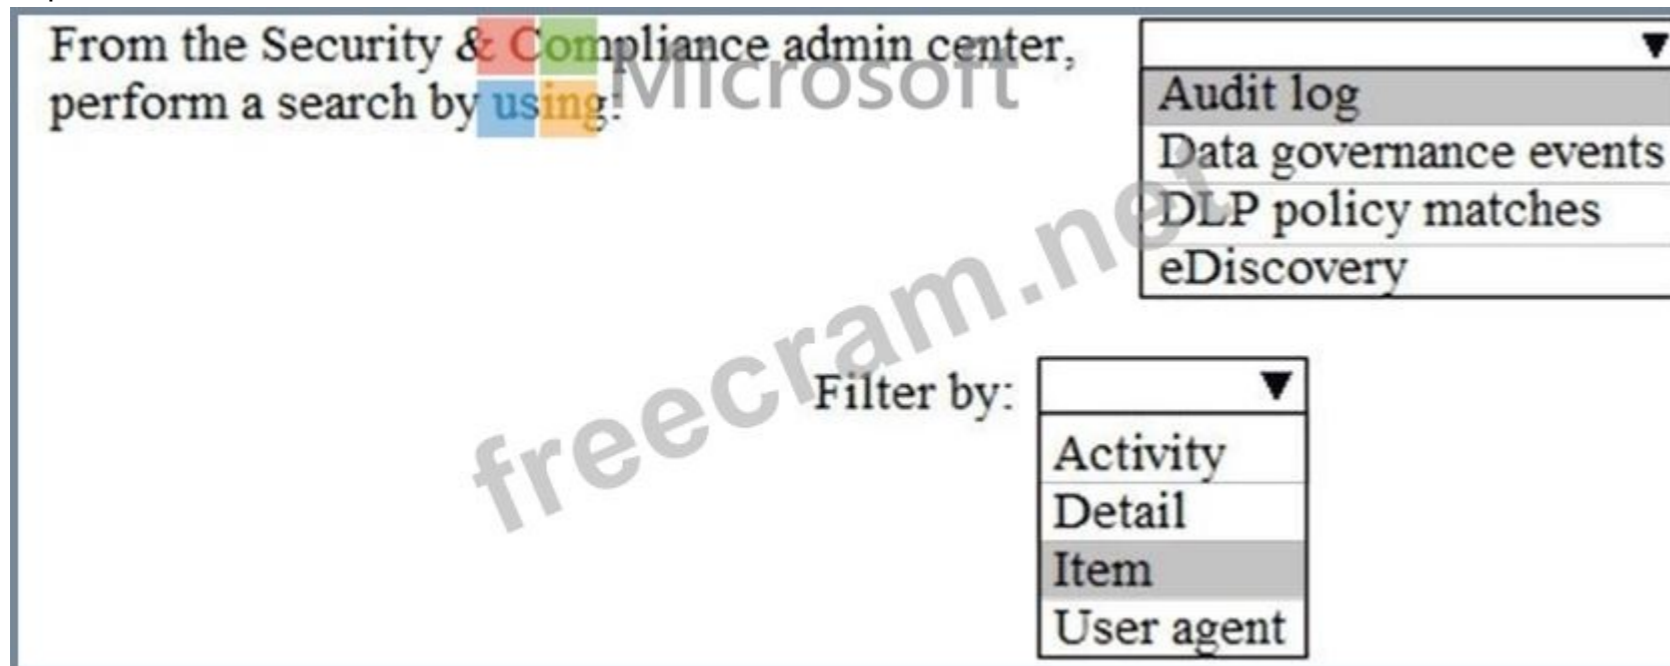 From the Security & Compliance admin center,
perform a search by using:
Microsoft
Audit log
Data governance events
DLP policy matches
eDiscovery
freecram.net
Filter by:
Activity
Detail
Item
User agent